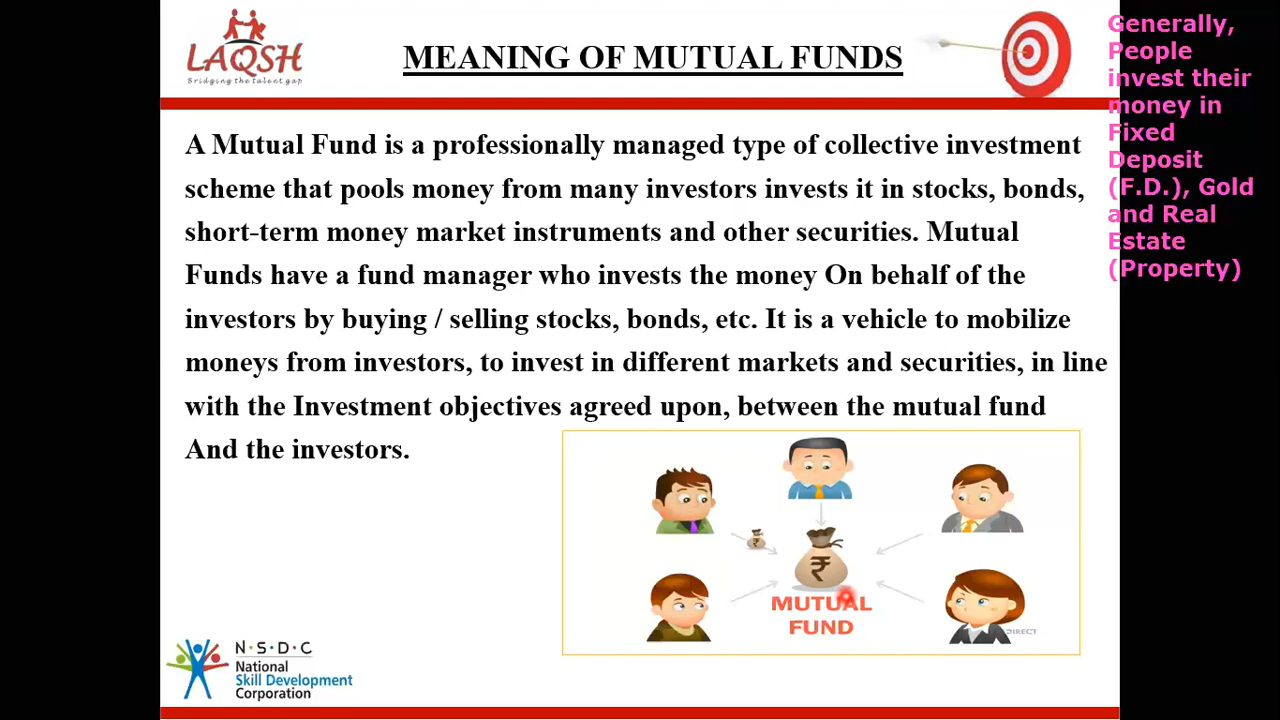 LAQSH
Bridging the talent gap
MEANING OF MUTUAL FUNDS
A Mutual Fund is a professionally managed type of collective investment
scheme that pools money from many investors invests it in stocks, bonds,
short-term money market instruments and other securities. Mutual
Funds have a fund manager who invests the money On behalf of the
investors by buying / selling stocks, bonds, etc. It is a vehicle to mobilize
moneys from investors, to invest in different markets and securities, in line
with the Investment objectives agreed upon, between the mutual fund
And the investors.
Generally,
People
invest their
money in
Fixed
Deposit
(F.D.), Gold
and Real
Estate
(Property)
₹
₹
MUTUAL
FUND
DIRECT
N·S·D·C
National
Skill Development
Corporation